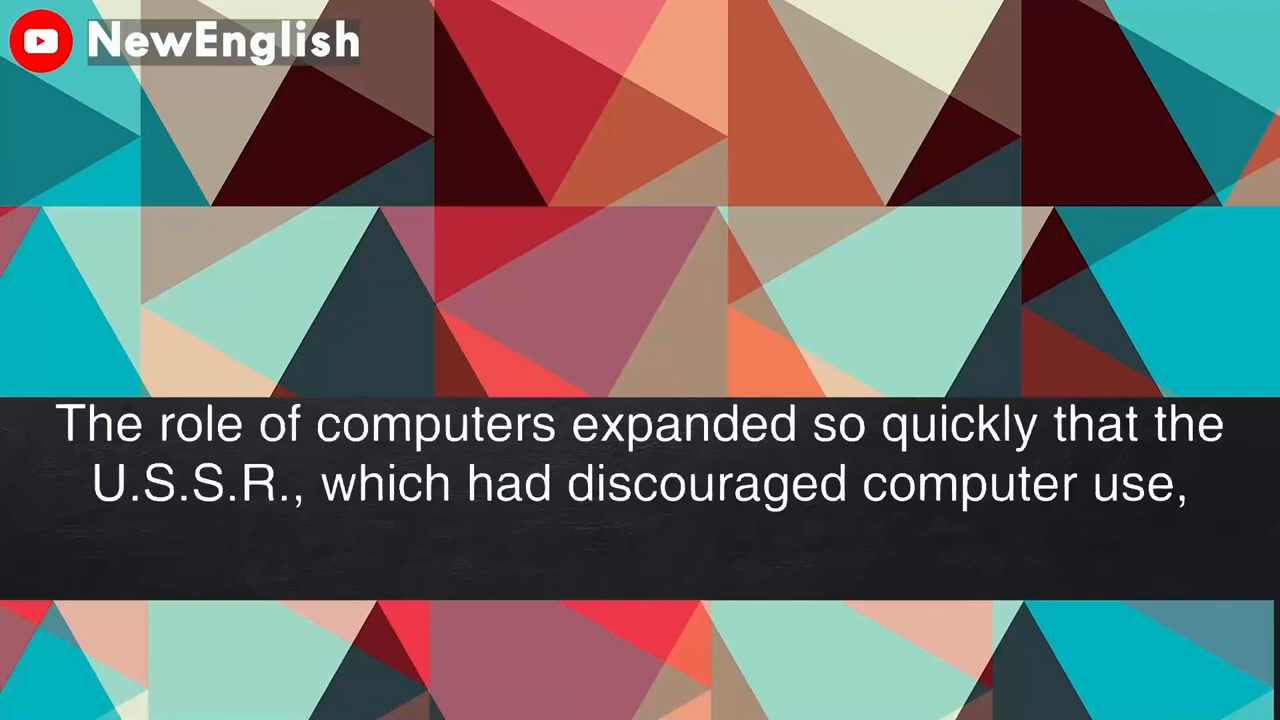 NewEnglish
The role of computers expanded so quickly that the
U.S.S.R., which had discouraged computer use,